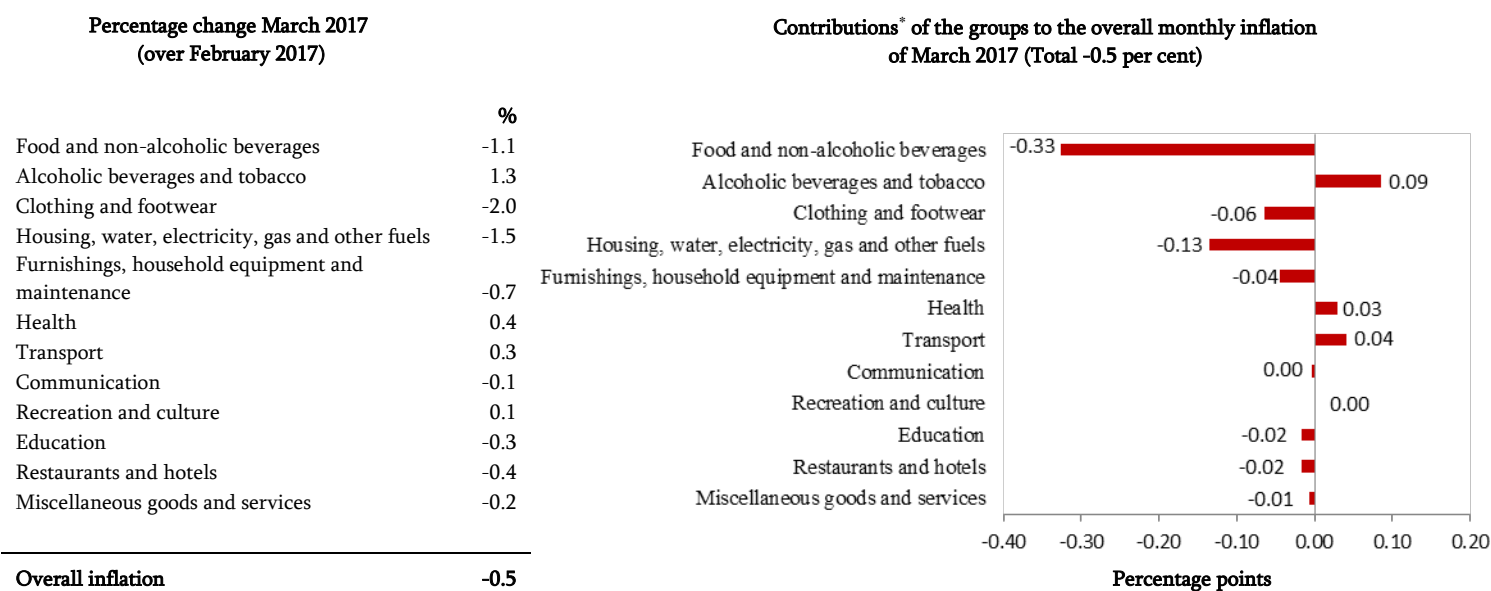 Percentage change March 2017
(over February 2017)
%
Food and non-alcoholic beverages -1.1
Alcoholic beverages and tobacco 1.3
Clothing and footwear -2.0
Housing, water, electricity, gas and other fuels -1.5
Furnishings, household equipment and
maintenance -0.7
Health 0.4
Transport 0.3
Communication -0.1
Recreation and culture 0.1
Education -0.3
Restaurants and hotels -0.4
Miscellaneous goods and services -0.2
Overall inflation -0.5
Contributions* of the groups to the overall monthly inflation
of March 2017 (Total -0.5 per cent)
Food and non-alcoholic beverages -0.33
Alcoholic beverages and tobacco 0.09
Clothing and footwear -0.06
Housing, water, electricity, gas and other fuels -0.13
Furnishings, household equipment and maintenance -0.04
Health 0.03
Transport 0.04
Communication 0.00
Recreation and culture 0.00
Education -0.02
Restaurants and hotels -0.02
Miscellaneous goods and services -0.01
-0.40 -0.30 -0.20 -0.10 0.00 0.10 0.20
Percentage points